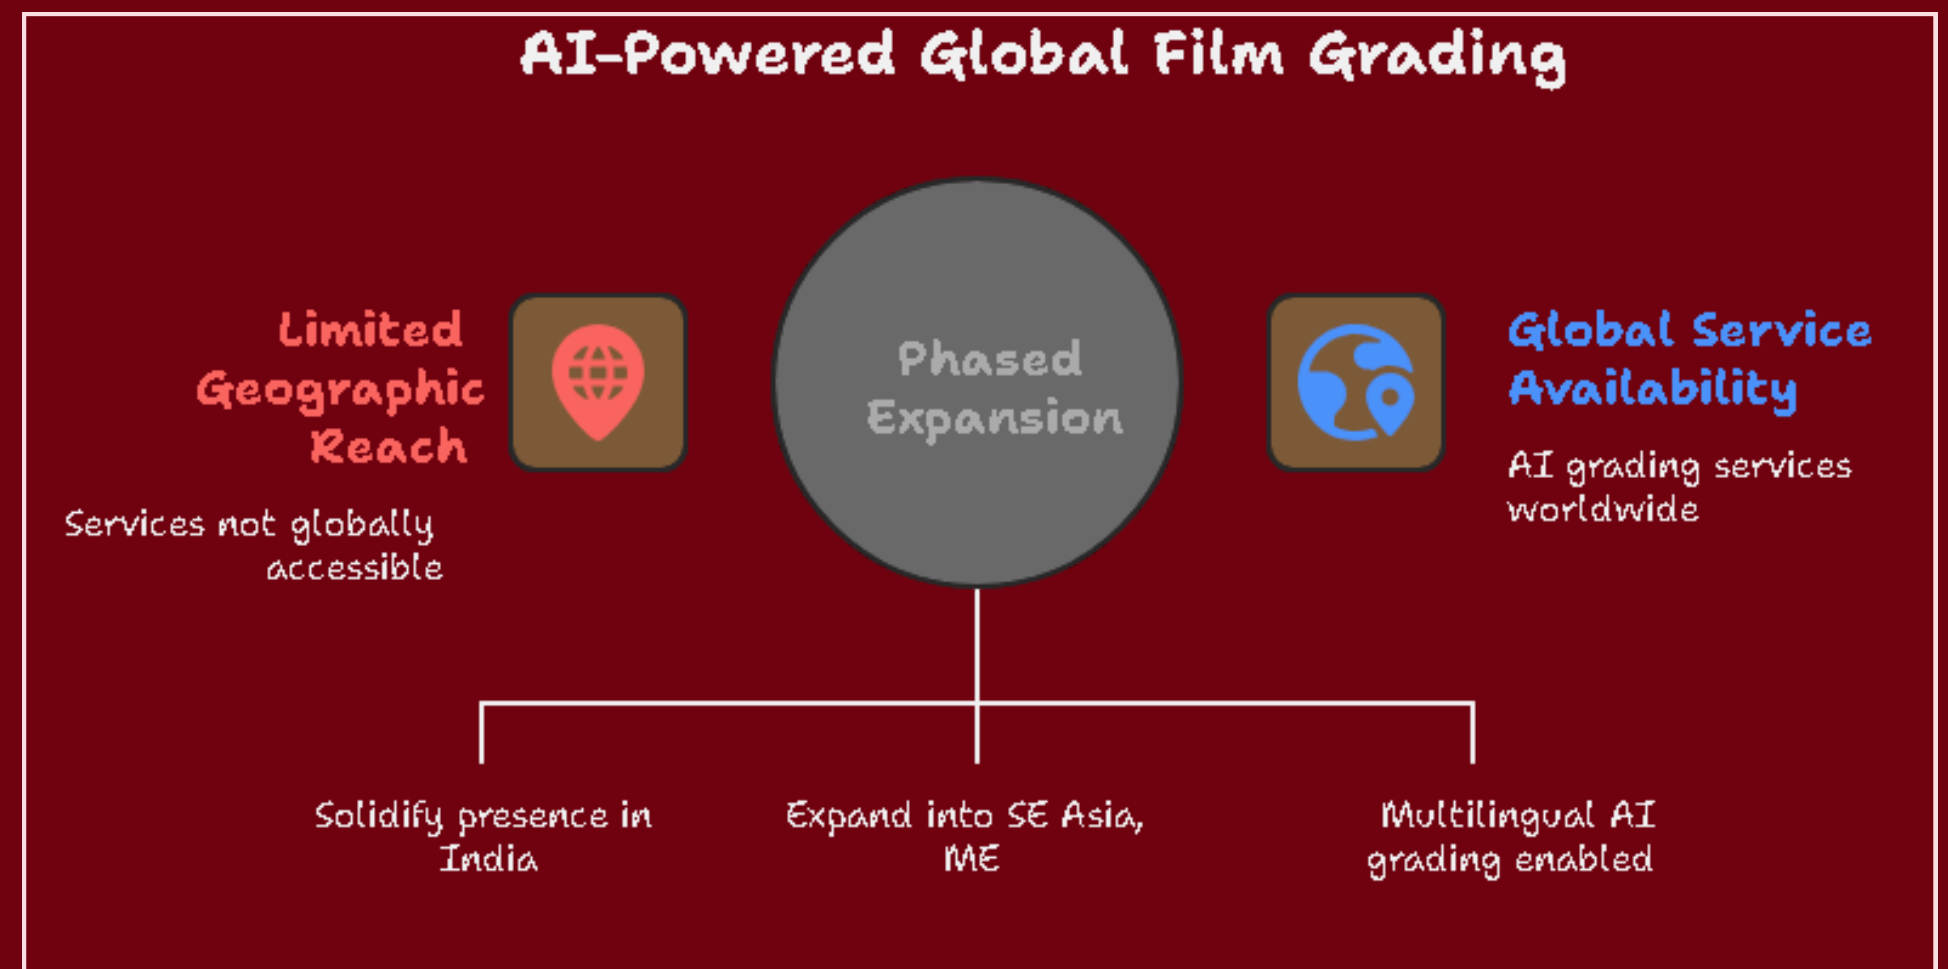 AI-Powered Global Film Grading
Limited
Geographic
Reach
Services not globally
accessible
Phased
Expansion
Global Service
Availability
AI grading services
worldwide
Solidify presence in
India
Expand into SE Asia,
ME
Multilingual AI
grading enabled